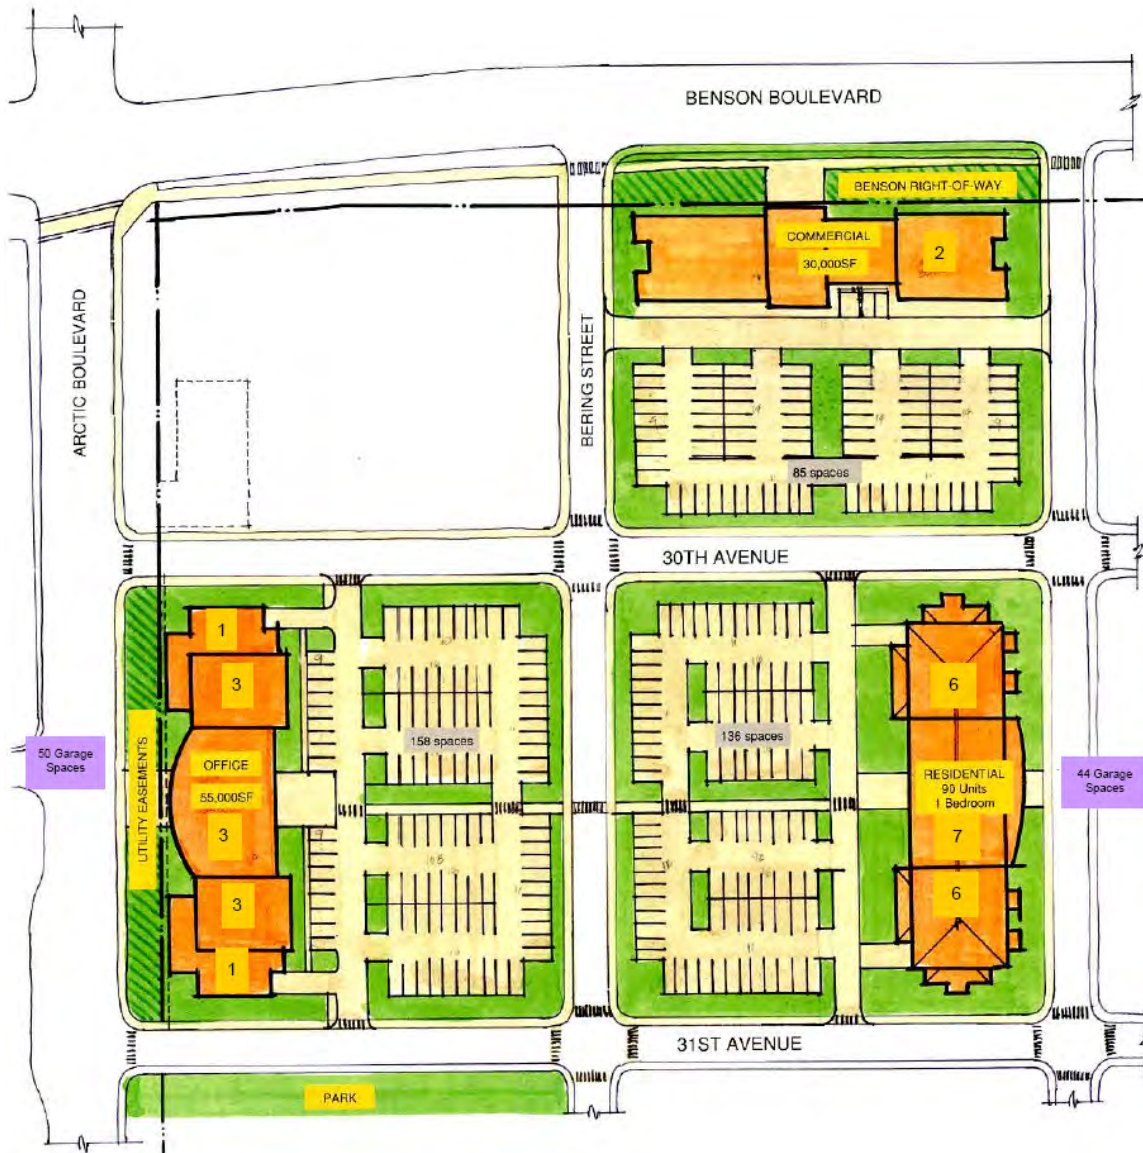 BENSON BOULEVARD
BENSON RIGHT-OF-WAY
COMMERCIAL
30,000SF
2
ARCTIC BOULEVARD
BERING STREET
85 spaces
30TH AVENUE
1
3
6
158 spaces
136 spaces
50 Garage
Spaces
UTILITY EASEMENTS
OFFICE
55,000SF
3
RESIDENTIAL
90 Units
1 Bedroom
7
44 Garage
Spaces
3
6
1
31ST AVENUE
PARK